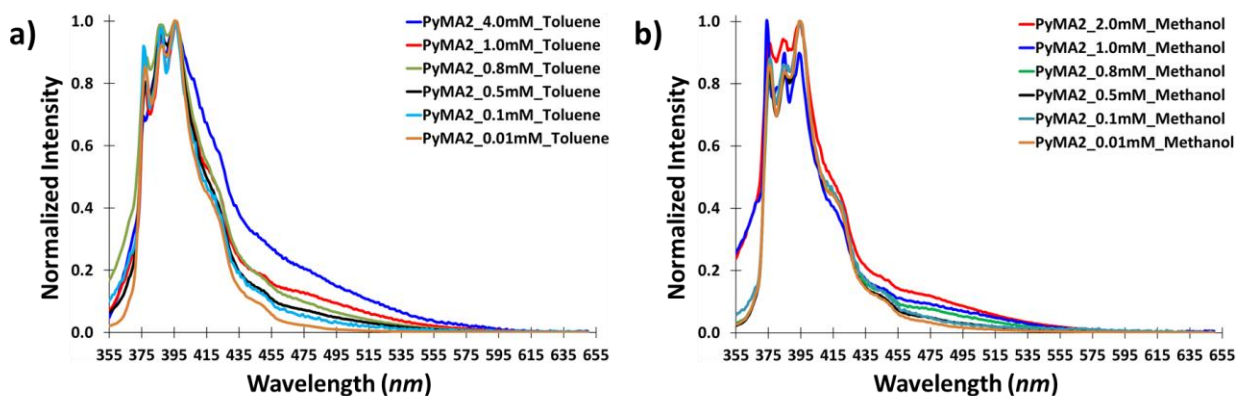 a)
Normalized Intensity
1.0
0.8
0.6
0.4
0.2
0.0
355 375 395 415 435 455 475 495 515 535 555 575 595 615 635 655
Wavelength (nm)
PyMA2_4.0mM_Toluene
PyMA2_1.0mM_Toluene
PyMA2_0.8mM_Toluene
PyMA2_0.5mM_Toluene
PyMA2_0.1mM_Toluene
PyMA2_0.01mM_Toluene
b)
Normalized Intensity
1.0
0.8
0.6
0.4
0.2
0.0
355 375 395 415 435 455 475 495 515 535 555 575 595 615 635 655
Wavelength (nm)
PyMA2_2.0mM_Methanol
PyMA2_1.0mM_Methanol
PyMA2_0.8mM_Methanol
PyMA2_0.5mM_Methanol
PyMA2_0.1mM_Methanol
PyMA2_0.01mM_Methanol